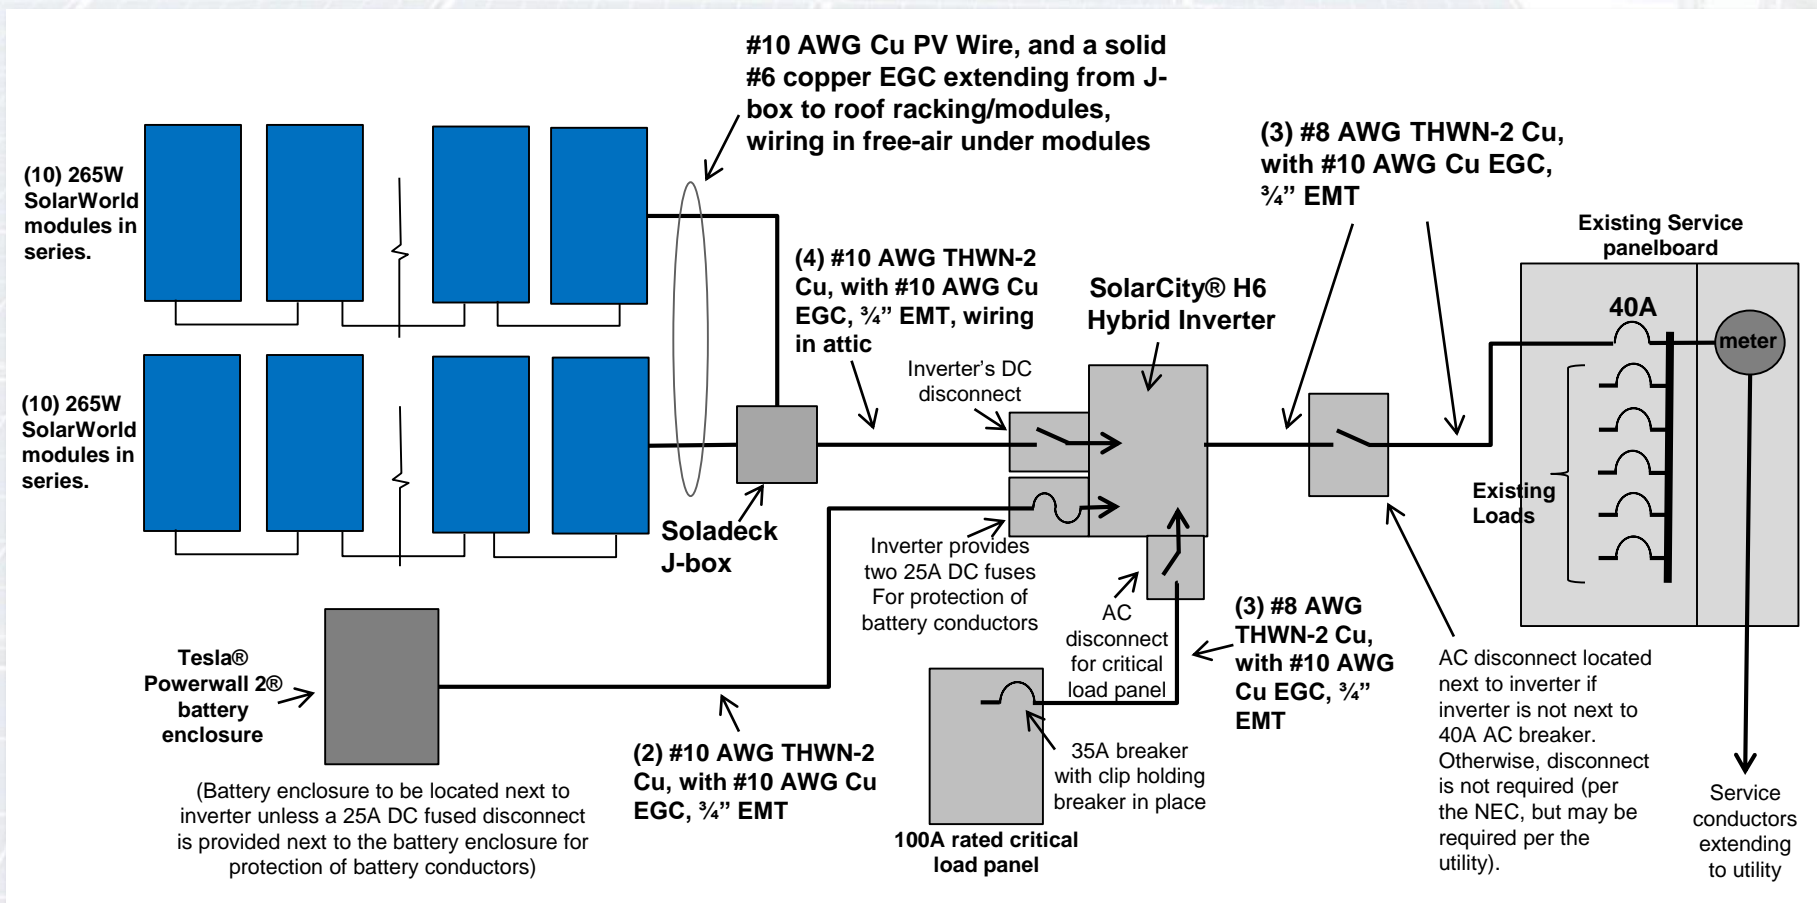 #10 AWG Cu PV Wire, and a solid
#6 copper EGC extending from J-
box to roof racking/modules,
wiring in free-air under modules
(10) 265W
SolarWorld
modules in
series.
(10) 265W
SolarWorld
modules in
series.
(4) #10 AWG THWN-2
Cu, with #10 AWG Cu
EGC, ¾” EMT, wiring
in attic
Inverter’s DC
disconnect
SolarCity® H6
Hybrid Inverter
(3) #8 AWG THWN-2 Cu,
with #10 AWG Cu EGC,
¾” EMT
Existing Service
panelboard
40A
meter
Existing
Loads
Soladeck
J-box
Inverter provides
two 25A DC fuses
For protection of
battery conductors
AC
disconnect
for critical
load panel
(3) #8 AWG
THWN-2 Cu,
with #10 AWG
Cu EGC, ¾”
EMT
AC disconnect located
next to inverter if
inverter is not next to
40A AC breaker.
Otherwise, disconnect
is not required (per
the NEC, but may be
required per the
utility).
Service
conductors
extending
to utility
Tesla®
Powerwall 2®
battery
enclosure
(Battery enclosure to be located next to
inverter unless a 25A DC fused disconnect
is provided next to the battery enclosure for
protection of battery conductors)
(2) #10 AWG THWN-2
Cu, with #10 AWG Cu
EGC, ¾” EMT
35A breaker
with clip holding
breaker in place
100A rated critical
load panel